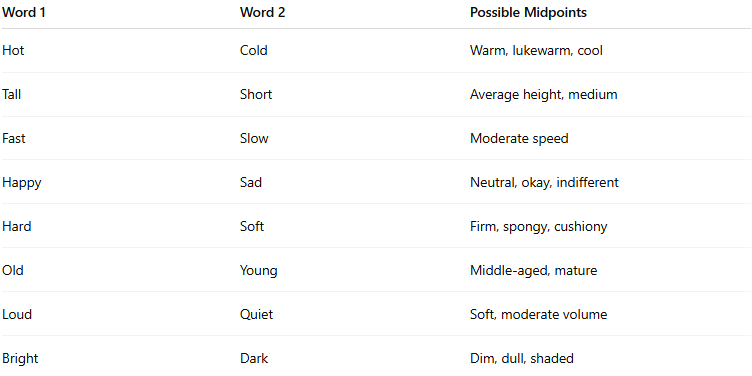 Word 1 Word 2 Possible Midpoints
Hot Cold Warm, lukewarm, cool
Tall Short Average height, medium
Fast Slow Moderate speed
Happy Sad Neutral, okay, indifferent
Hard Soft Firm, spongy, cushiony
Old Young Middle-aged, mature
Loud Quiet Soft, moderate volume
Bright Dark Dim, dull, shaded